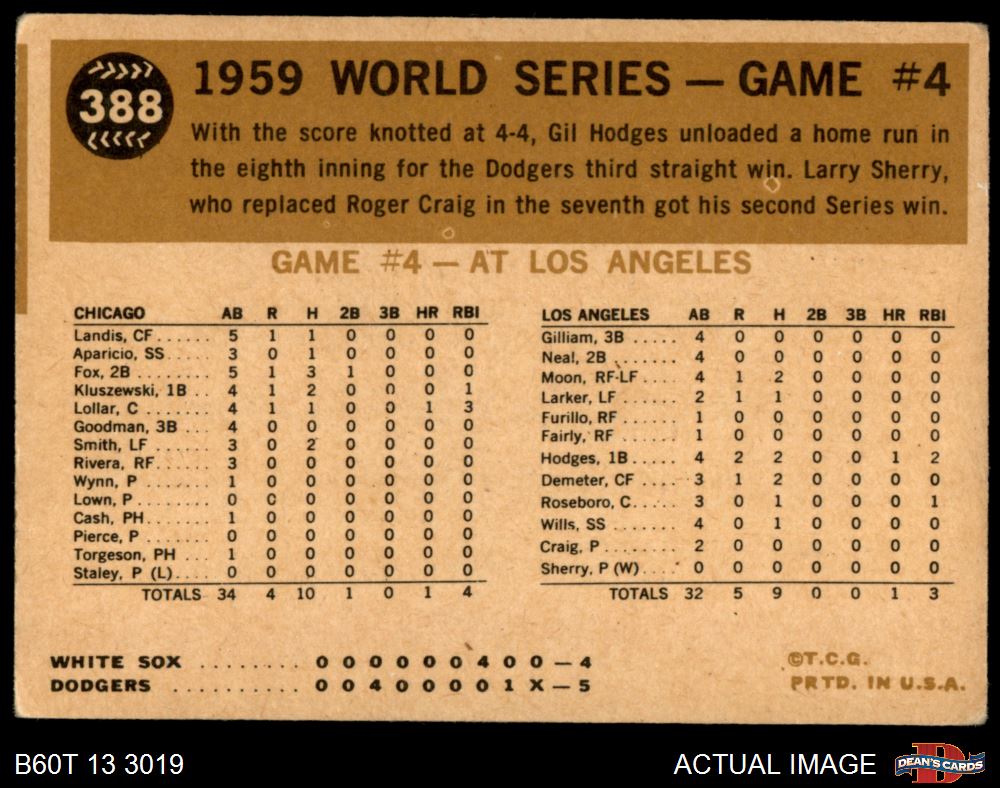 388
1959 WORLD SERIES — GAME #4
With the score knotted at 4-4, Gil Hodges unloaded a home run in
the eighth inning for the Dodgers third straight win. Larry Sherry,
who replaced Roger Craig in the seventh got his second Series win.
GAME #4 — AT LOS ANGELES
CHICAGO AB R H 2B 3B HR RBI
Landis, CF...... 5 1 1 0 0 0 0
Aparicio, SS..... 3 0 1 0 0 0 0
Fox, 2B ........ 5 1 3 1 0 0 0
Kluszewski, 1B .. 4 1 2 0 0 0 1
Lollar, C ....... 4 1 1 0 0 1 3
Goodman, 3B ... 4 0 0 0 0 0 0
Smith, LF ...... 3 0 2 0 0 0 0
Rivera, RF...... 3 0 0 0 0 0 0
Wynn, P ....... 1 0 0 0 0 0 0
Lown, P........ 0 0 0 0 0 0 0
Cash, PH....... 1 0 0 0 0 0 0
Pierce, P ....... 0 0 0 0 0 0 0
Torgeson, PH ... 1 0 0 0 0 0 0
Staley, P (L).... 0 0 0 0 0 0 0
TOTALS 34 4 10 1 0 1 4
LOS ANGELES AB R H 2B 3B HR RBI
Gilliam, 3B ..... 4 0 0 0 0 0 0
Neal, 2B ....... 4 0 0 0 0 0 0
Moon, RF-LF .... 4 1 2 0 0 0 0
Larker, LF ...... 2 1 1 0 0 0 0
Furillo, RF ...... 1 0 0 0 0 0 0
Fairly, RF ...... 1 0 0 0 0 0 0
Hodges, 1B..... 4 2 2 0 0 1 2
Demeter, CF .... 3 1 2 0 0 0 0
Roseboro, C..... 3 0 1 0 0 0 1
Wills, SS ....... 4 0 1 0 0 0 0
Craig, P........ 2 0 0 0 0 0 0
Sherry, P (W).... 0 0 0 0 0 0 0
TOTALS 32 5 9 0 0 1 3
WHITE SOX ........ 0 0 0 0 0 0 4 0 0 — 4
DODGERS .......... 0 0 4 0 0 0 0 1 X — 5
©T.C.G.
PRTD. IN U.S.A.
B60T 13 3019
ACTUAL IMAGE
D
DEAN'S CARDS